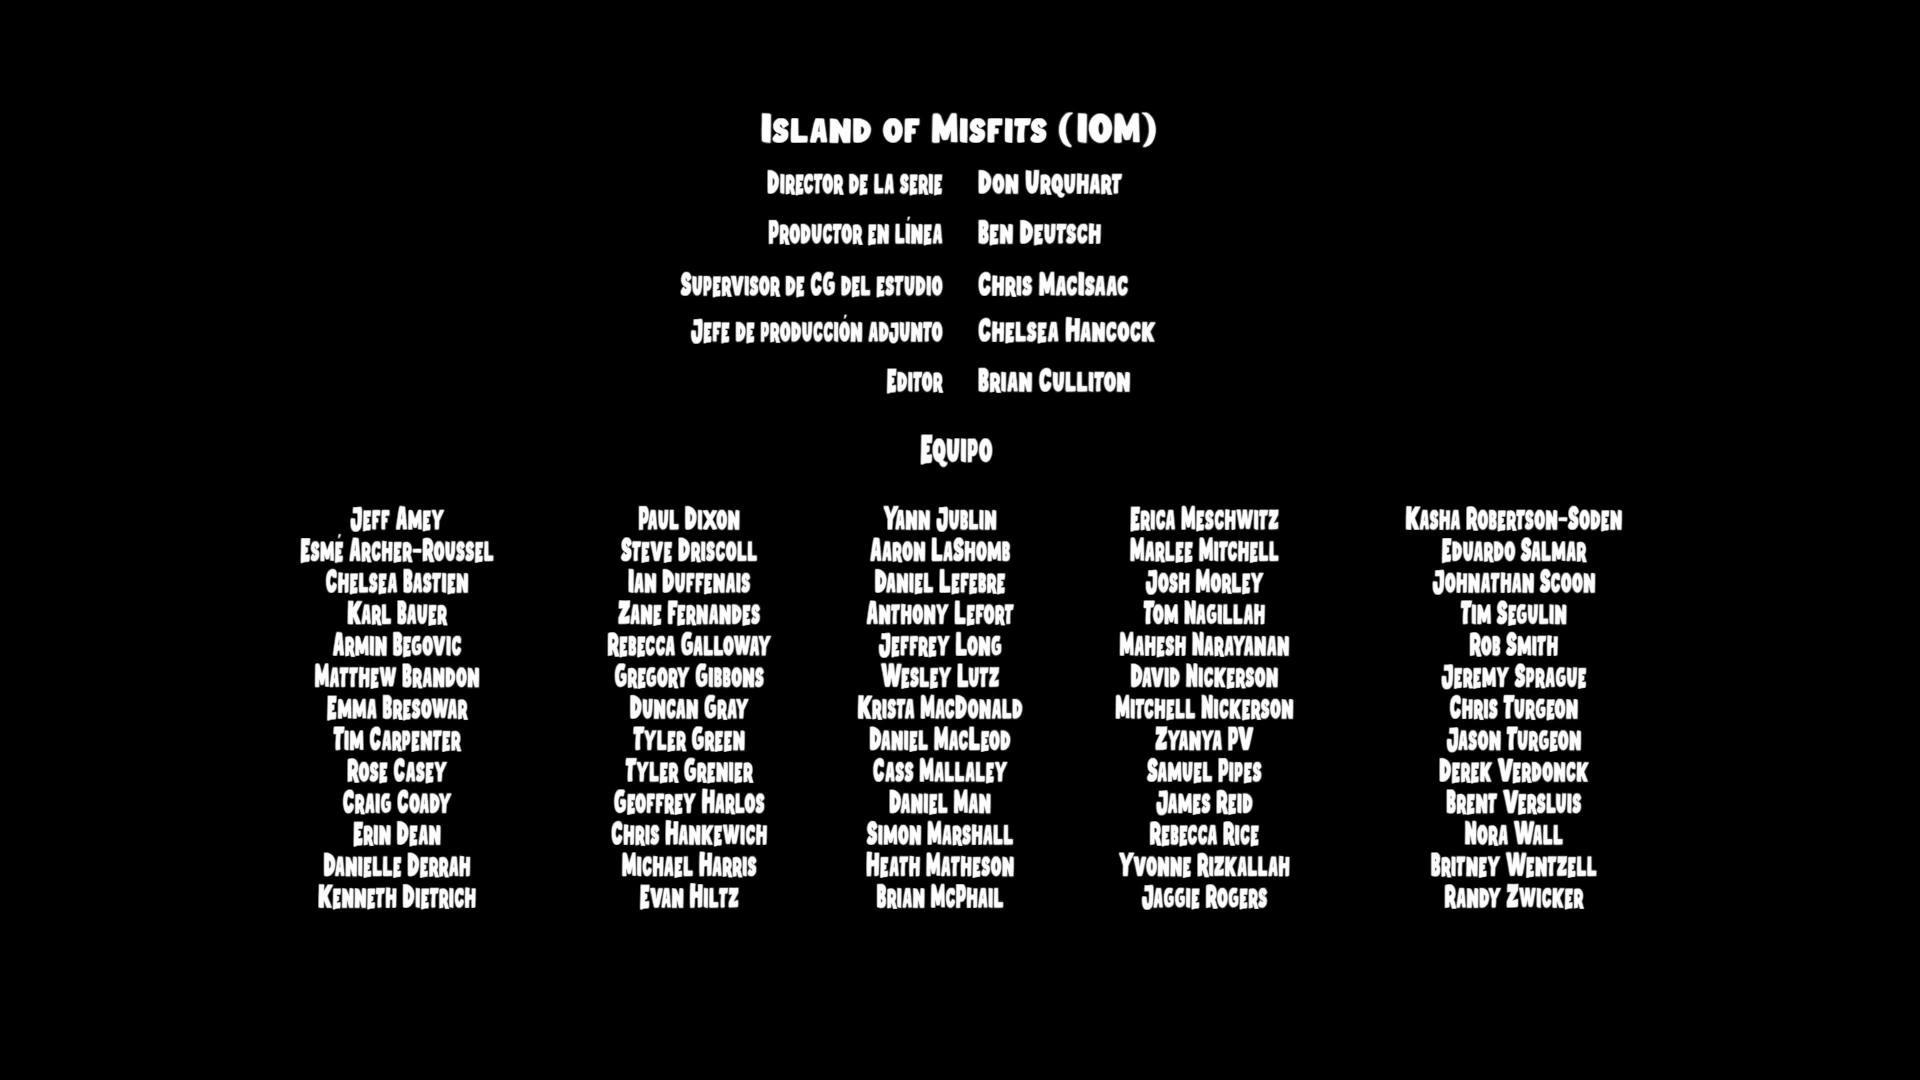 Island of Misfits (IOM)
Director de la serie Don Urquhart
Productor en línea Ben Deutsch
Supervisor de CG del estudio Chris MacIsaac
Jefe de producción adjunto Chelsea Hancock
Editor Brian Culliton
Equipo
Jeff Amey Paul Dixon Yann Jublin Erica Meschwitz Kasha Robertson-Soden
Esmé Archer-Roussel Steve Driscoll Aaron LaShomb Marlee Mitchell Eduardo Salmar
Chelsea Bastien Ian Duffenais Daniel Lefebre Josh Morley Johnathan Scoon
Karl Bauer Zane Fernandes Anthony Lefort Tom Nagillah Tim Segulin
Armin Begovic Rebecca Galloway Jeffrey Long Mahesh Narayanan Rob Smith
Matthew Brandon Gregory Gibbons Wesley Lutz David Nickerson Jeremy Sprague
Emma Bresowar Duncan Gray Krista MacDonald Mitchell Nickerson Chris Turgeon
Tim Carpenter Tyler Green Daniel MacLeod Zyanya PV Jason Turgeon
Rose Casey Tyler Grenier Cass Mallaley Samuel Pipes Derek Verdonck
Craig Coady Geoffrey Harlos Daniel Man James Reid Brent Versluis
Erin Dean Chris Hankewich Simon Marshall Rebecca Rice Nora Wall
Danielle Derrah Michael Harris Heath Matheson Yvonne Rizkallah Britney Wentzell
Kenneth Dietrich Evan Hiltz Brian McPhail Jaggie Rogers Randy Zwicker